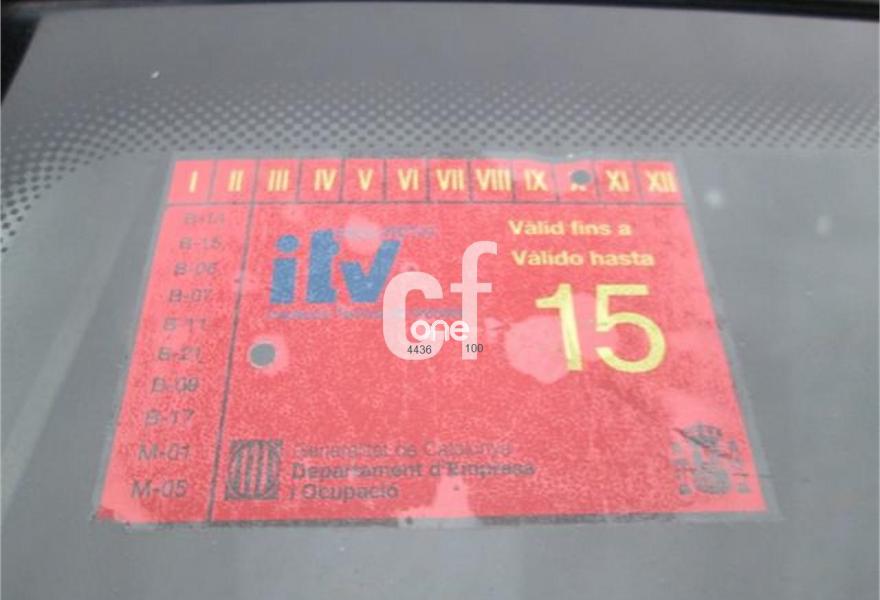 I II III IV V VI VII VIII IX X XI XII
B-14
B-15
B-06
B-07
B-11
B-21
B-09
B-17
M-01
M-05
itv
Vàlid fins a
Válido hasta
15
cf
one
4436 100
Generalitat de Catalunya
Departament d'Empresa
i Ocupació